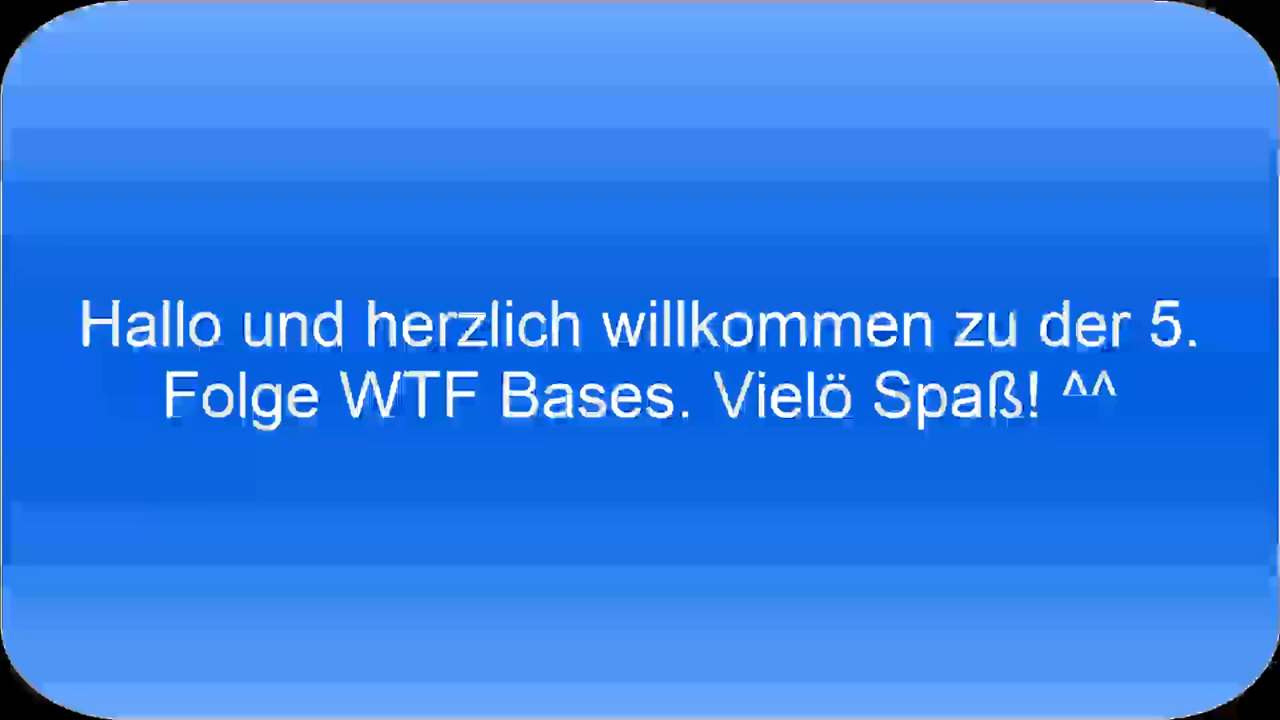 Hallo und herzlich willkommen zu der 5.
Folge WTF Bases. Vielö Spaß! ^^